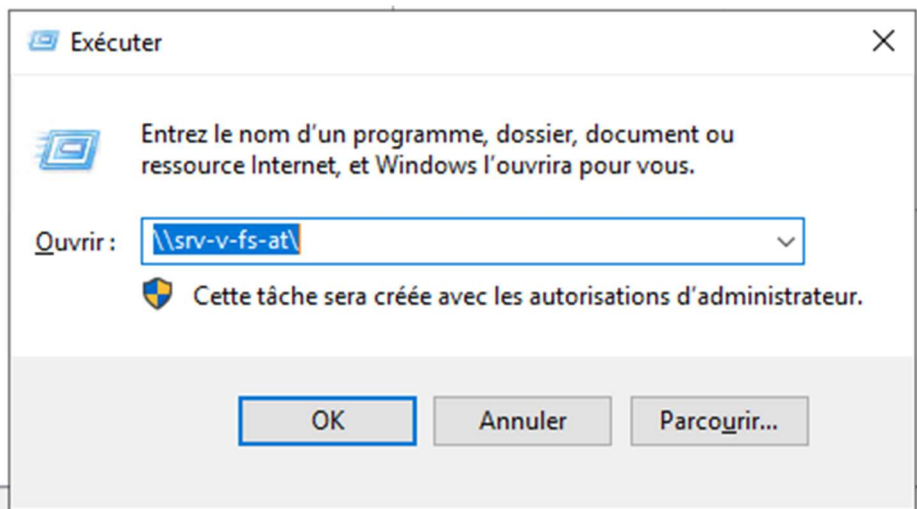 Exécuter
Entrez le nom d'un programme, dossier, document ou
ressource Internet, et Windows l'ouvrira pour vous.
Ouvrir : \\srv-v-fs-at\
Cette tâche sera créée avec les autorisations d'administrateur.
OK Annuler Parcourir...